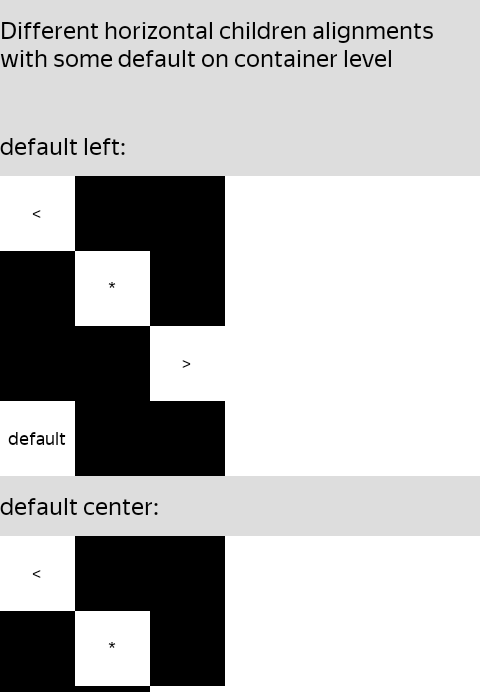 Different horizontal children alignments
with some default on container level
default left:
<
*
>
default
default center:
<
*